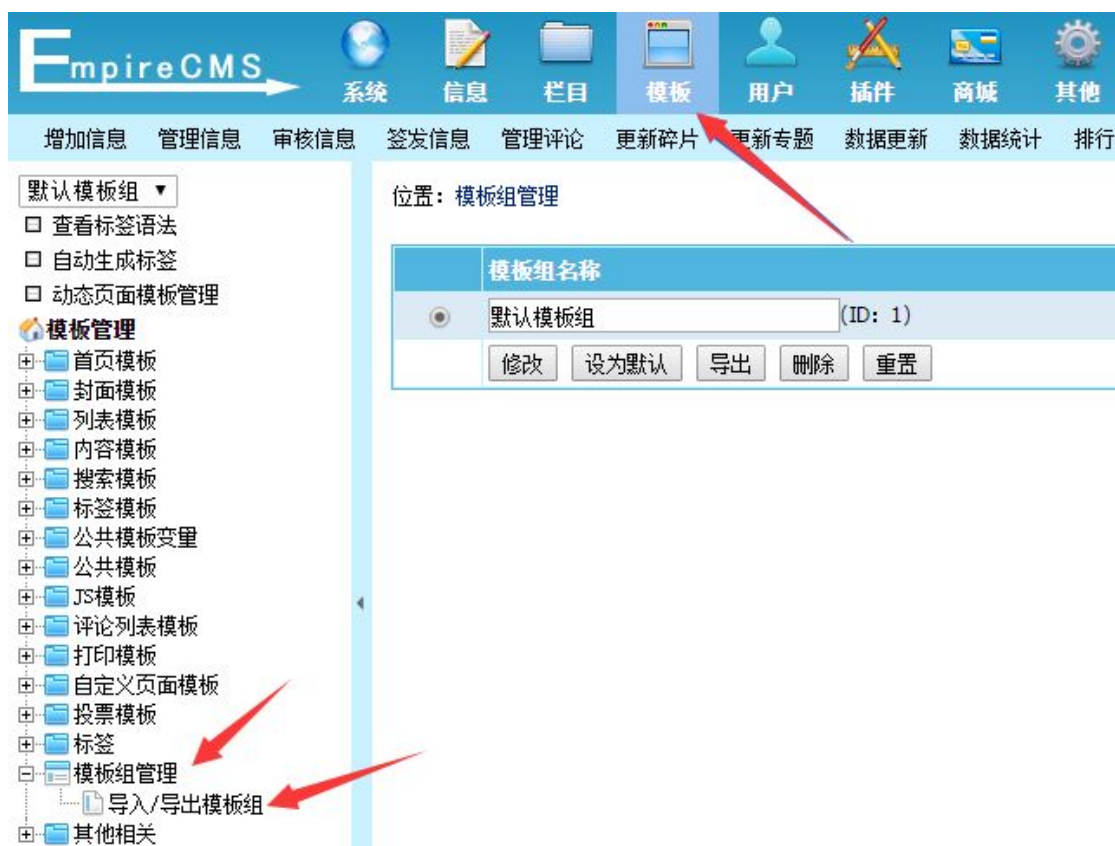 EmpireCMS
系统 信息 栏目 模板 用户 插件 商城 其他
增加信息 管理信息 审核信息 签发信息 管理评论 更新碎片 更新专题 数据更新 数据统计 排行
默认模板组
查看标签语法
自动生成标签
动态页面模板管理
模板管理
首页模板
封面模板
列表模板
内容模板
搜索模板
标签模板
公共模板变量
公共模板
JS模板
评论列表模板
打印模板
自定义页面模板
投票模板
标签
模板组管理
导入/导出模板组
其他相关
位置：模板组管理
模板组名称
默认模板组 (ID: 1)
修改 设为默认 导出 删除 重置